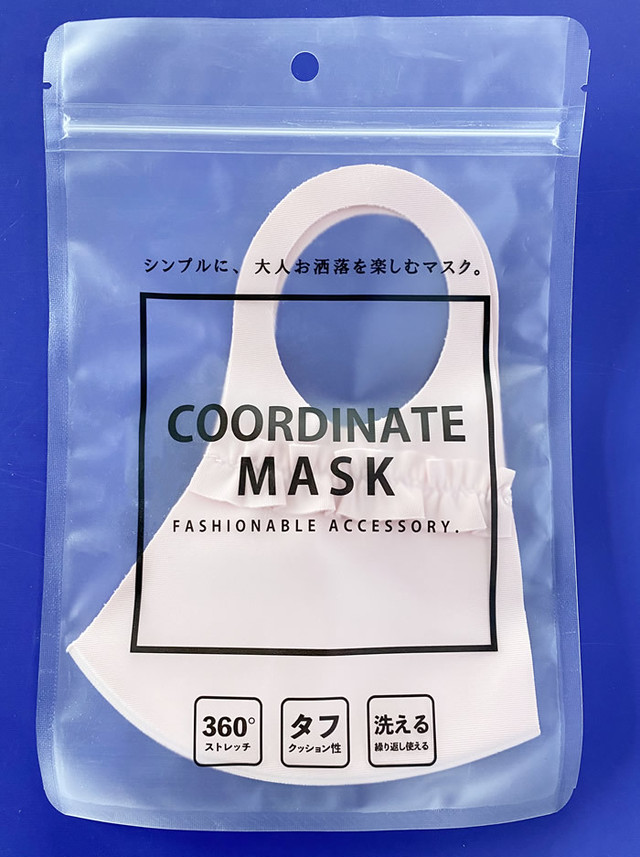 シンプルに、大人お洒落を楽しむマスク。
COORDINATE
MASK
FASHIONABLE ACCESSORY.
360°
ストレッチ
タフ
クッション性
洗える
繰り返し使える